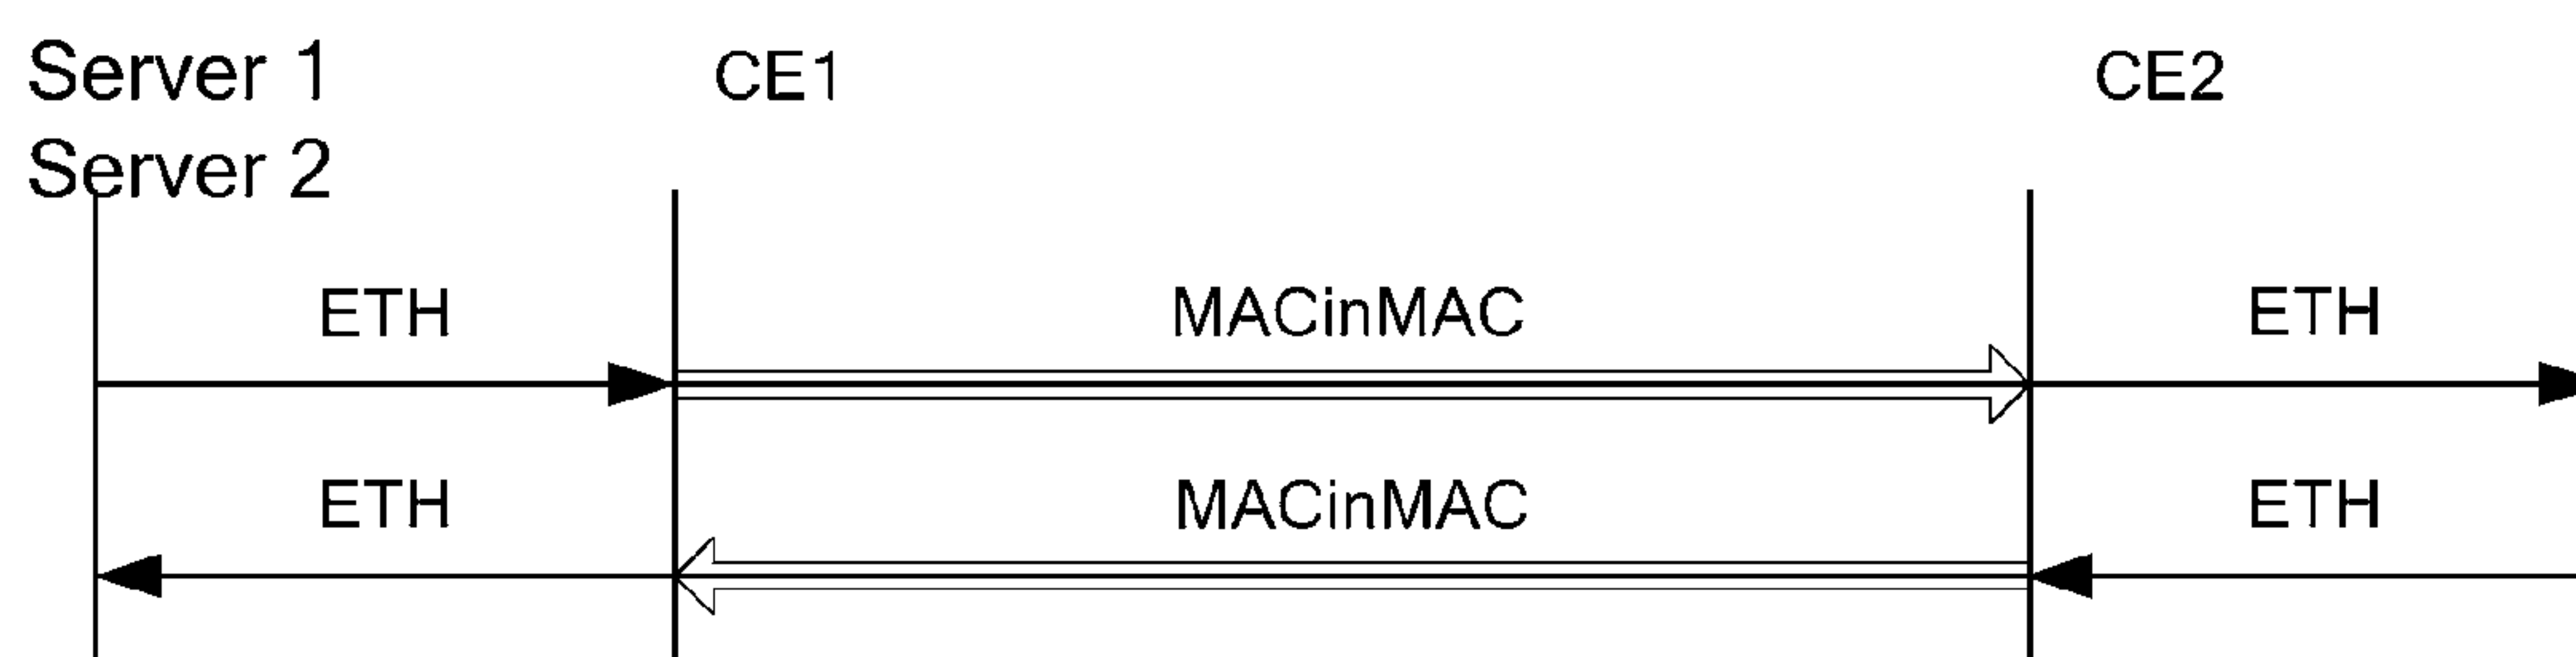 Server 1
Server 2
CE1
CE2
ETH
MACinMAC
ETH
ETH
MACinMAC
ETH